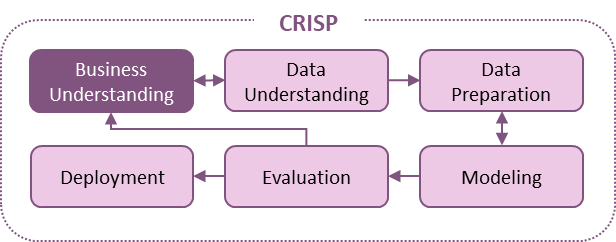 CRISP
Business
Understanding
Data
Understanding
Data
Preparation
Deployment
Evaluation
Modeling